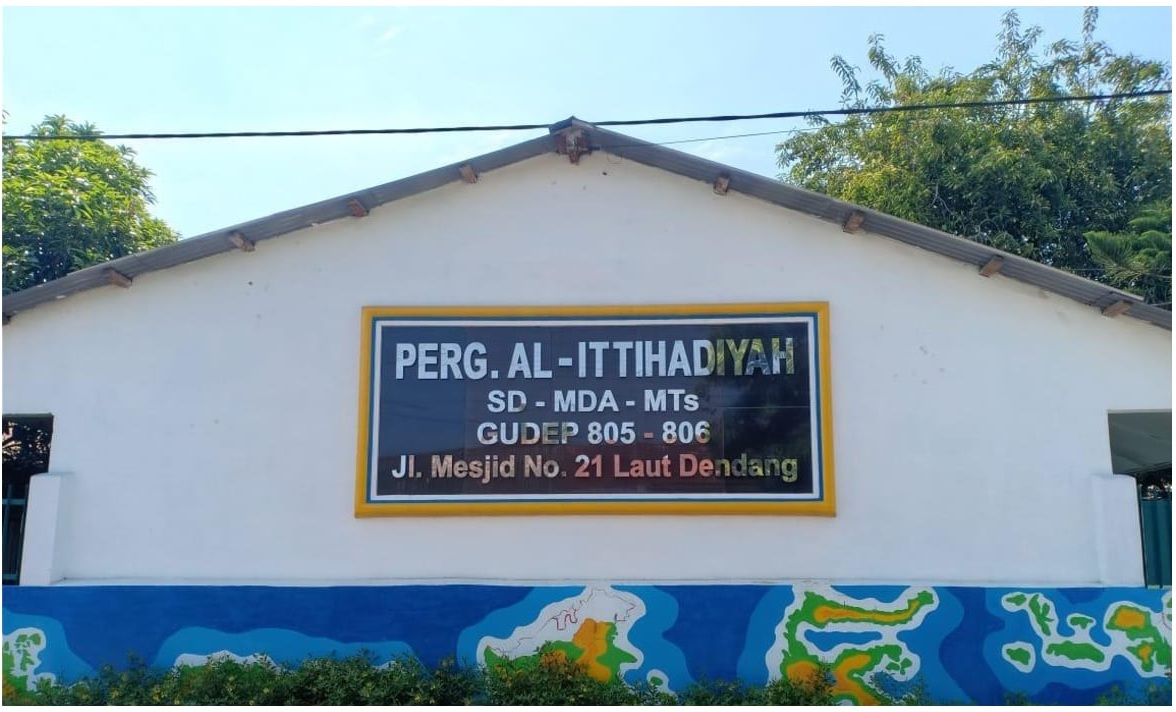 PERG. AL-ITTIHADIYAH
SD - MDA - MTs
GUDEP 805 - 806
Jl. Mesjid No. 21 Laut Dendang